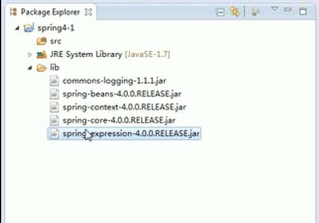 Package Explorer
spring4-1
src
JRE System Library [JavaSE-1.7]
lib
commons-logging-1.1.1.jar
spring-beans-4.0.0.RELEASE.jar
spring-context-4.0.0.RELEASE.jar
spring-core-4.0.0.RELEASE.jar
spring-expression-4.0.0.RELEASE.jar